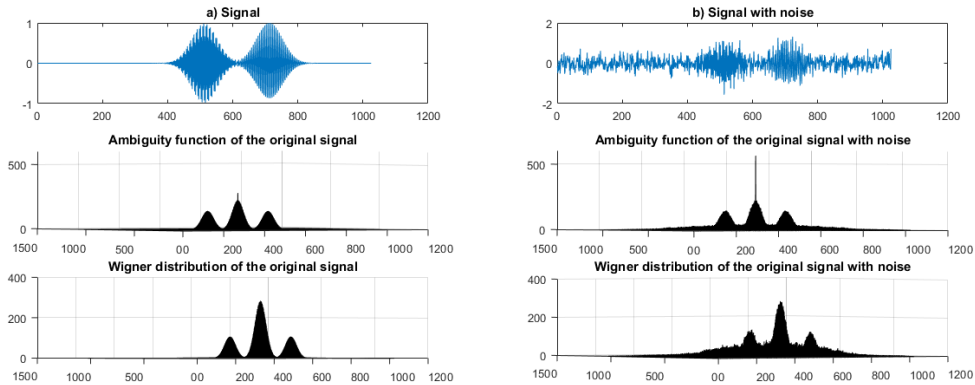 a) Signal
1
0
-1
0 200 400 600 800 1000 1200
b) Signal with noise
2
0
-2
0 200 400 600 800 1000 1200
Ambiguity function of the original signal
500
0
1500 1000 500 00 200 400 600 800 1000 1200
Ambiguity function of the original signal with noise
500
0
1500 1000 500 00 200 400 600 800 1000 1200
Wigner distribution of the original signal
400
200
0
1500 1000 500 00 200 400 600 800 1000 1200
Wigner distribution of the original signal with noise
400
200
0
1500 1000 500 00 200 400 600 800 1000 1200